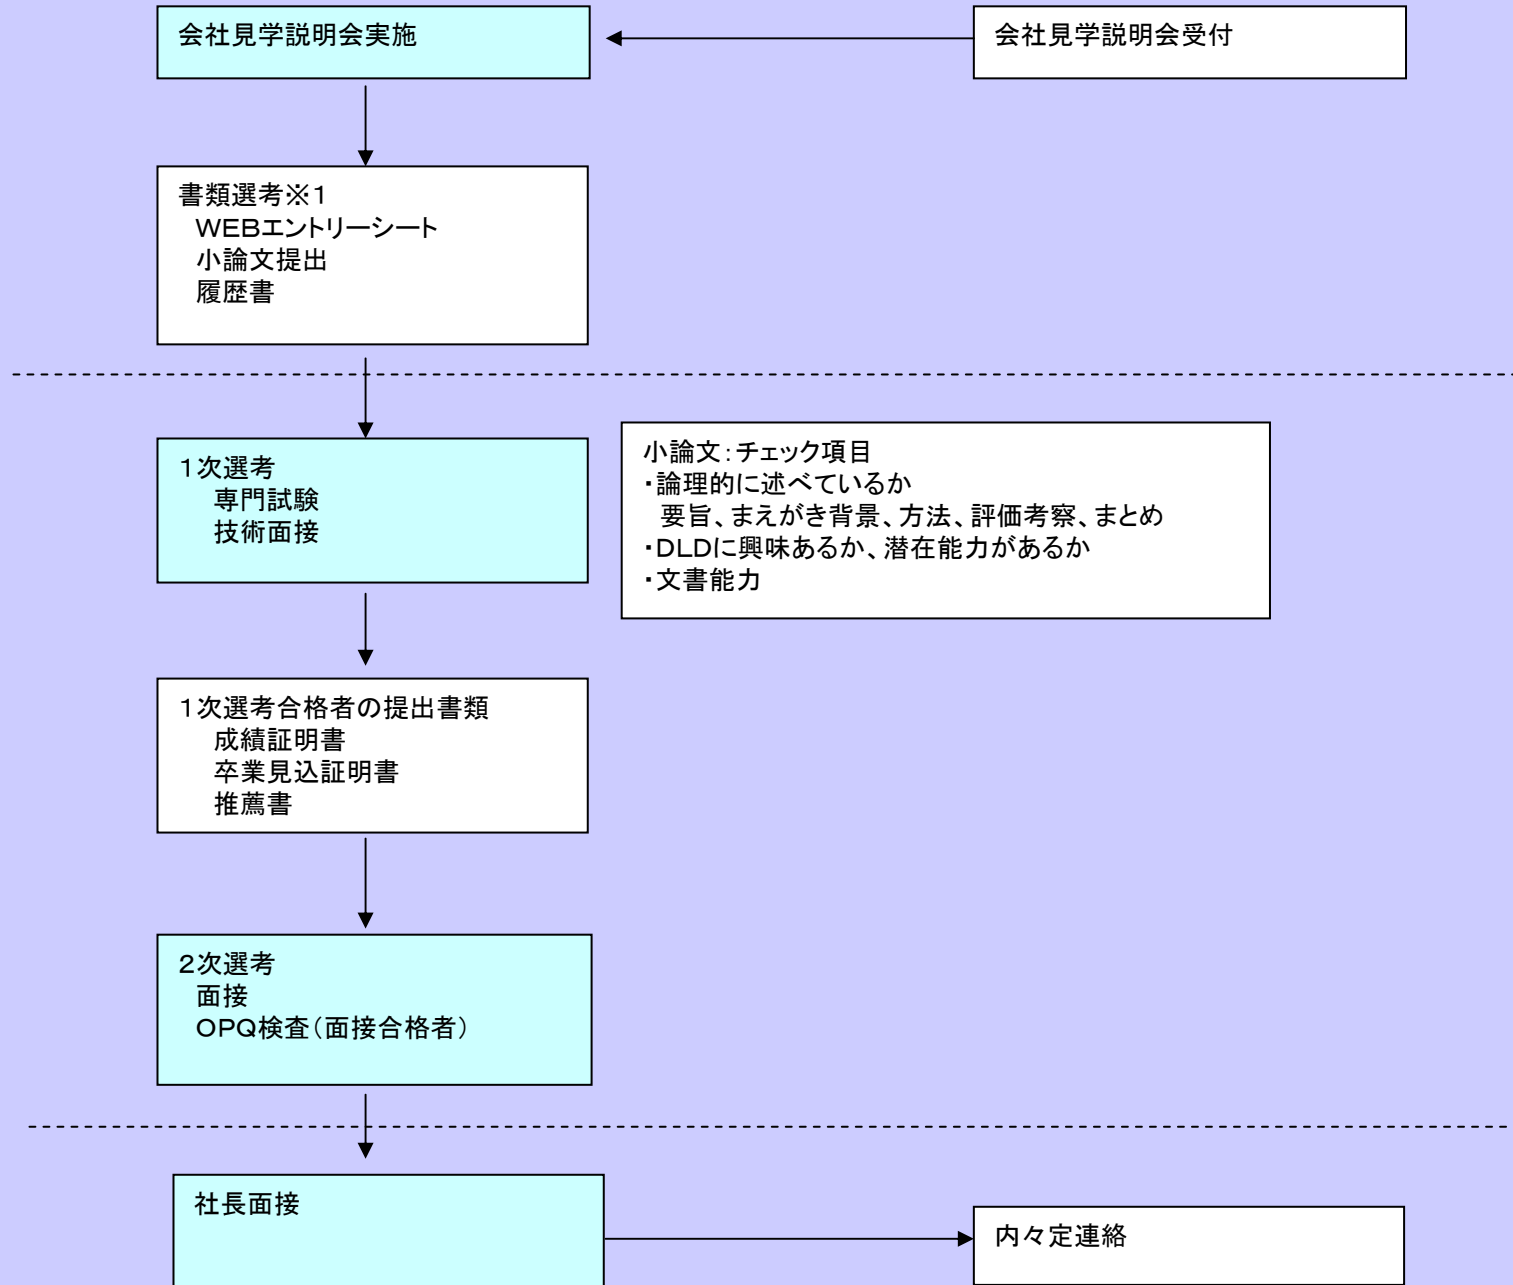 会社見学説明会実施
会社見学説明会受付
書類選考※1
WEBエントリーシート
小論文提出
履歴書
1次選考
専門試験
技術面接
小論文：チェック項目
・論理的に述べているか
要旨、まえがき背景、方法、評価考察、まとめ
・DLDに興味あるか、潜在能力があるか
・文書能力
1次選考合格者の提出書類
成績証明書
卒業見込証明書
推薦書
2次選考
面接
OPQ検査（面接合格者）
社長面接
内々定連絡